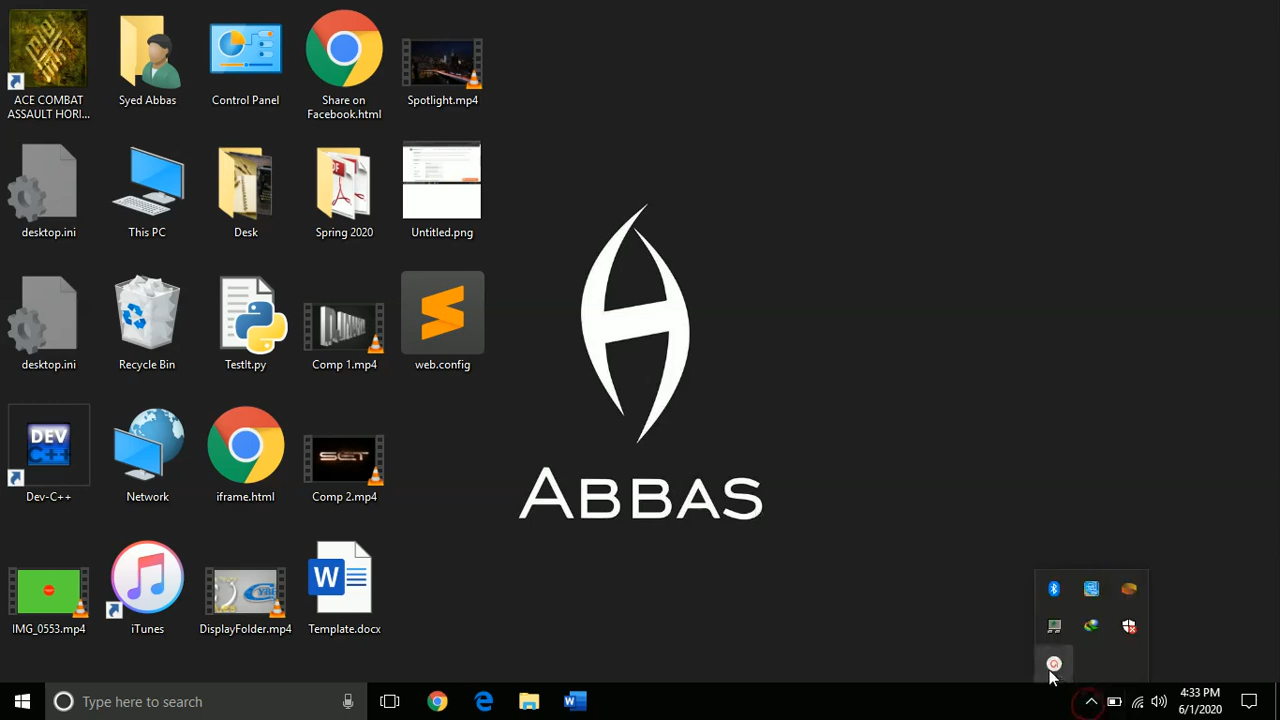 ACE COMBAT
ASSAULT HORI...
Syed Abbas
Control Panel
Share on
Facebook.html
Spotlight.mp4
desktop.ini
This PC
Desk
Spring 2020
Untitled.png
desktop.ini
Recycle Bin
TestIt.py
Comp 1.mp4
web.config
DEV
C++
Dev-C++
Network
iframe.html
SET
Comp 2.mp4
IMG_0553.mp4
iTunes
DisplayFolder.mp4
W
Template.docx
ABBAS
Type here to search
4:33 PM
6/1/2020